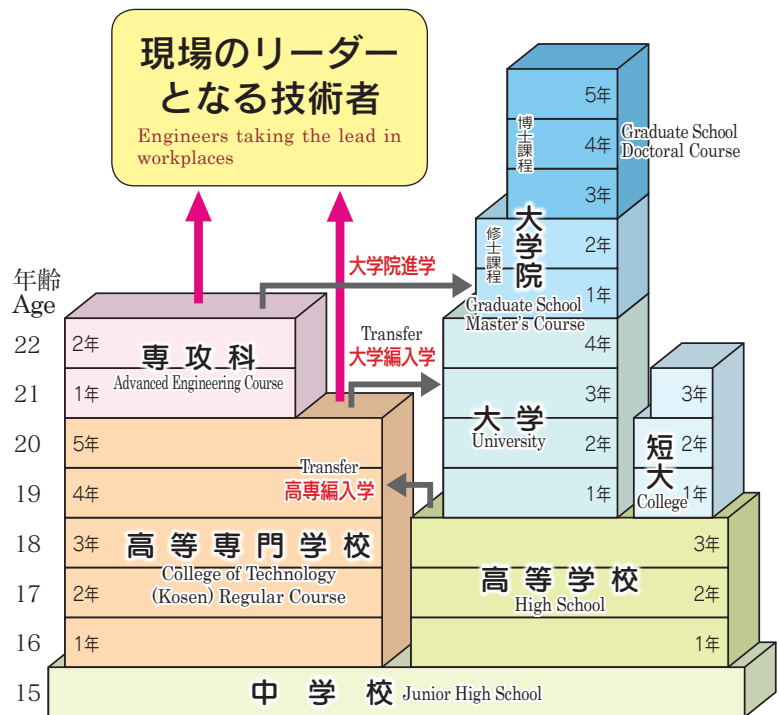 現場のリーダー
となる技術者
Engineers taking the lead in
workplaces
5年
4年
3年
博士課程
Graduate School
Doctoral Course
大学院
修士課程
2年
1年
Graduate School
Master's Course
大学院進学
年齢
Age
22
21
20
19
18
17
16
15
2年
専攻科
Advanced Engineering Course
1年
Transfer
大学編入学
4年
3年
大学
University
2年
1年
3年
2年
短大
College
1年
5年
4年
Transfer
高専編入学
3年
高等専門学校
College of Technology
(Kosen) Regular Course
2年
1年
3年
高等学校
High School
2年
1年
中学校 Junior High School